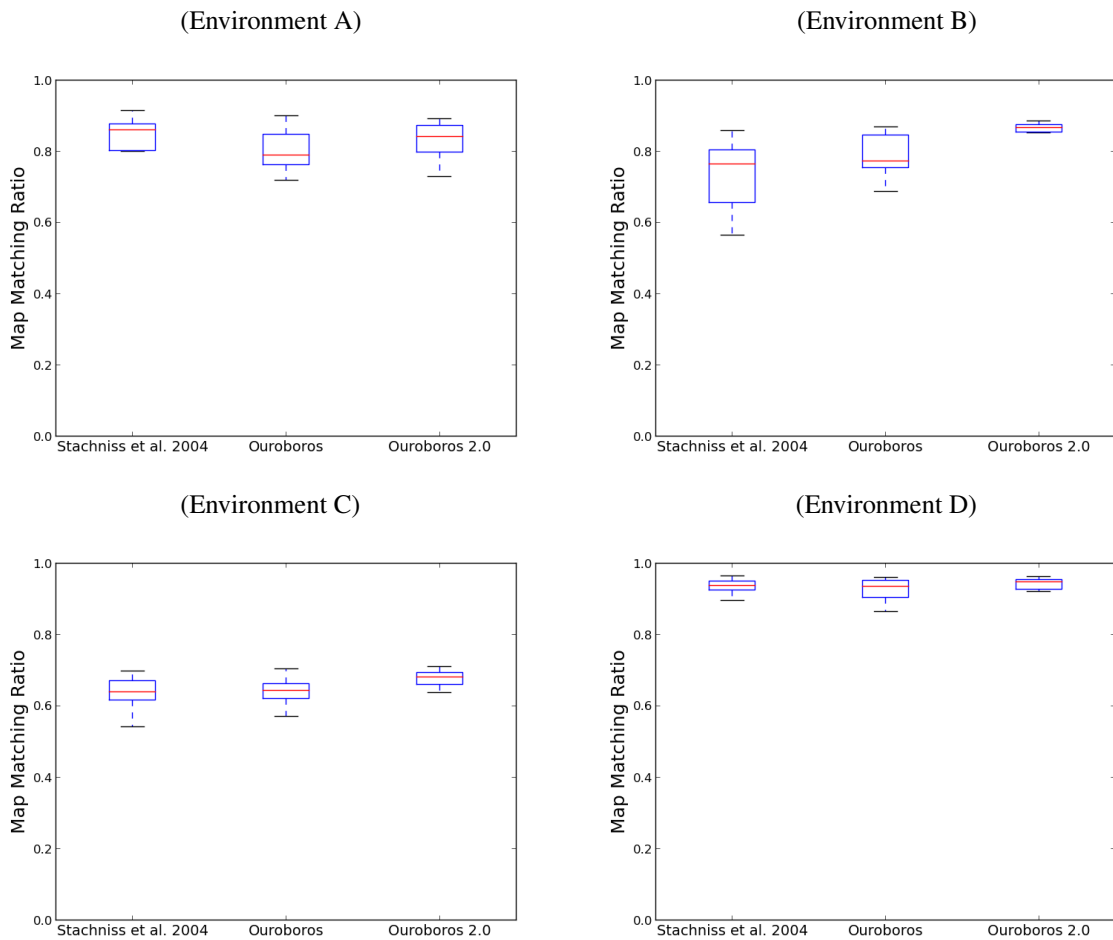 (Environment A)
Map Matching Ratio
1.0
0.8
0.6
0.4
0.2
0.0
Stachniss et al. 2004 Ouroboros Ouroboros 2.0
(Environment B)
Map Matching Ratio
1.0
0.8
0.6
0.4
0.2
0.0
Stachniss et al. 2004 Ouroboros Ouroboros 2.0
(Environment C)
Map Matching Ratio
1.0
0.8
0.6
0.4
0.2
0.0
Stachniss et al. 2004 Ouroboros Ouroboros 2.0
(Environment D)
Map Matching Ratio
1.0
0.8
0.6
0.4
0.2
0.0
Stachniss et al. 2004 Ouroboros Ouroboros 2.0